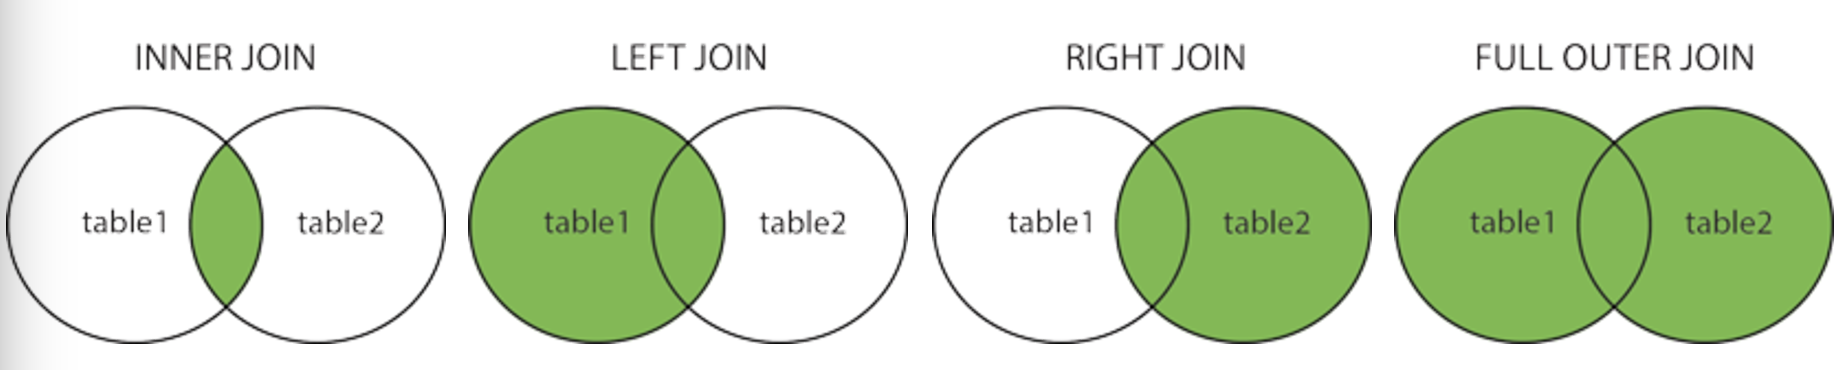 INNER JOIN
table1 table2
LEFT JOIN
table1 table2
RIGHT JOIN
table1 table2
FULL OUTER JOIN
table1 table2